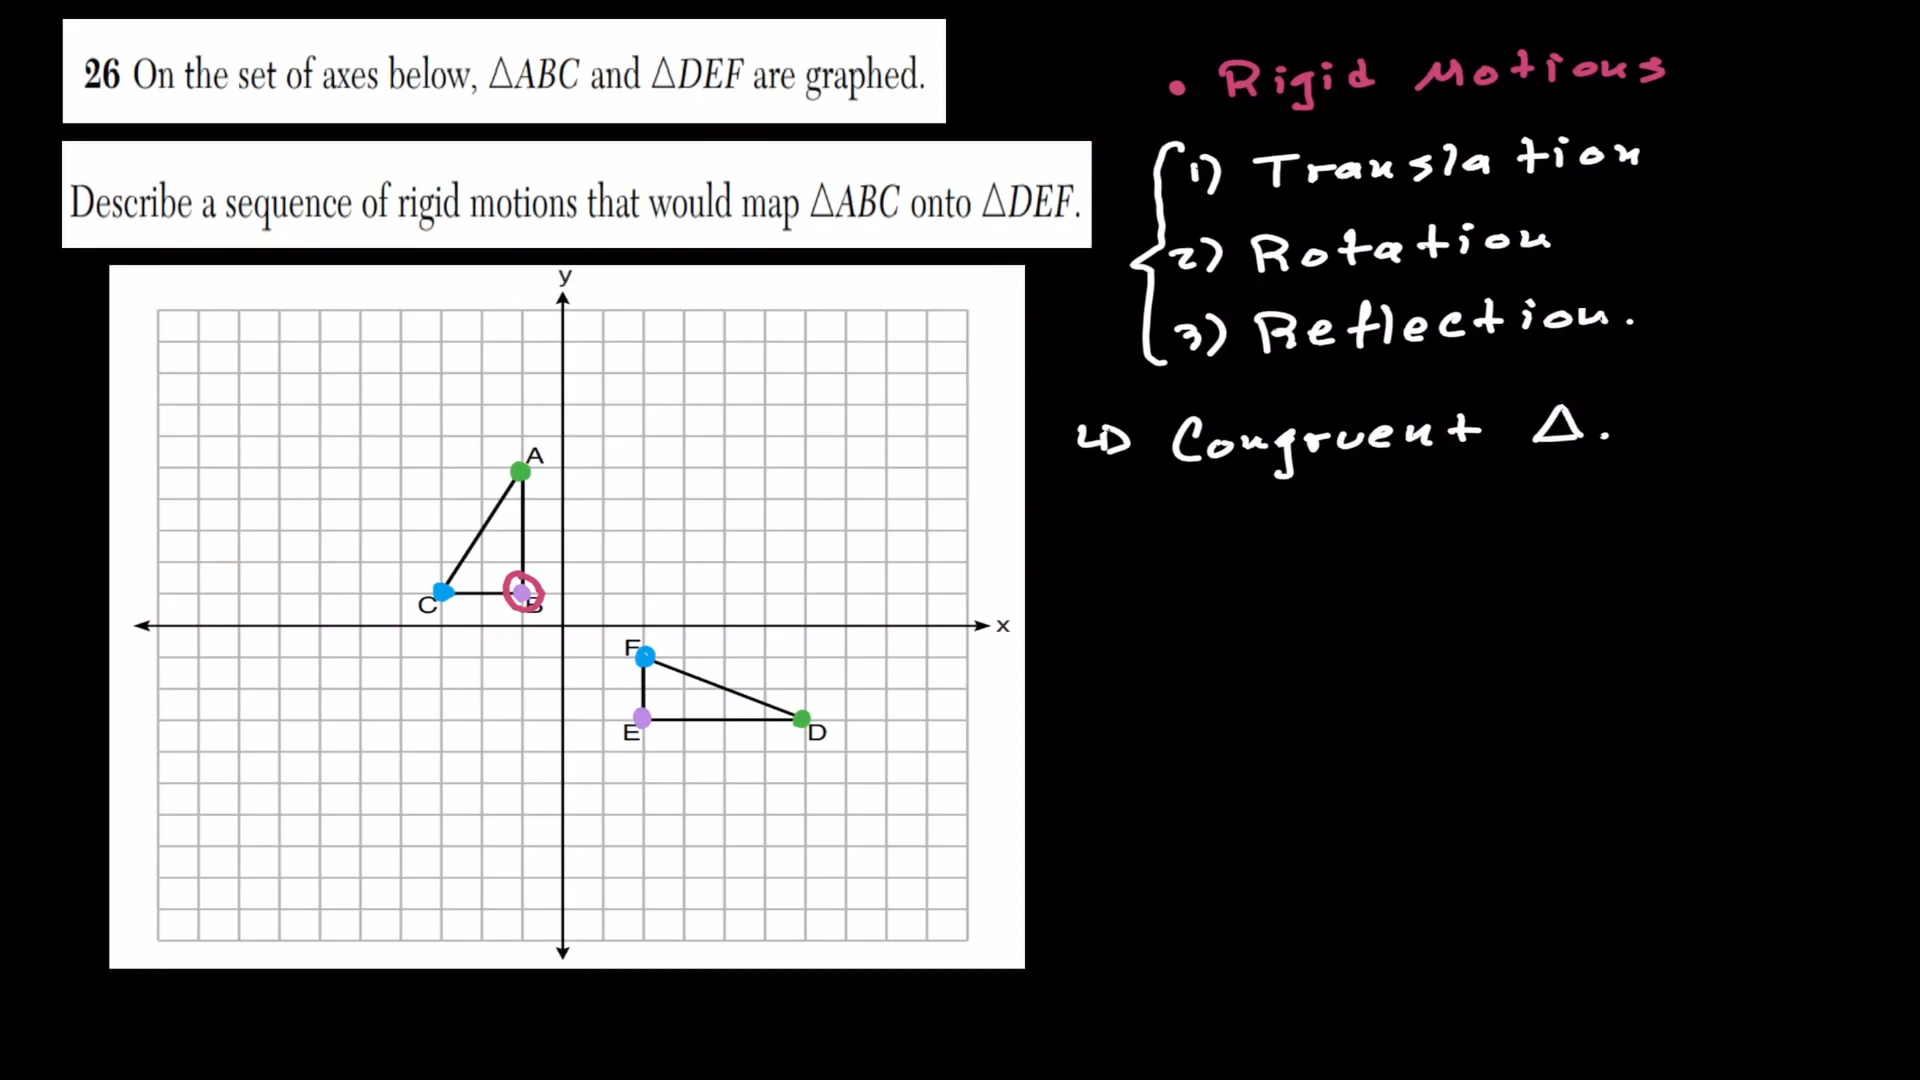 26 On the set of axes below, △ABC and △DEF are graphed.
Describe a sequence of rigid motions that would map △ABC onto △DEF.
y
A
C
B
x
F
E
D
• Rigid Motions
1) Translation
2) Rotation
3) Reflection.
Congruent △.